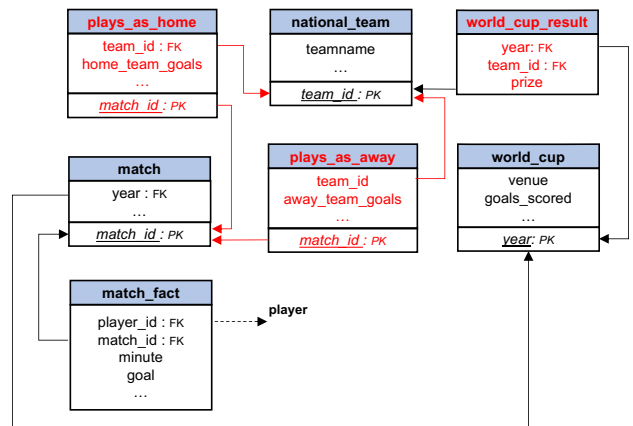 plays_as_home
team_id : FK
home_team_goals
...
match_id : PK
national_team
teamname
...
team_id : PK
world_cup_result
year: FK
team_id : FK
prize
match
year : FK
...
match_id : PK
plays_as_away
team_id
away_team_goals
...
match_id : PK
world_cup
venue
goals_scored
...
year: PK
match_fact
player_id : FK
match_id : FK
minute
goal
...
player